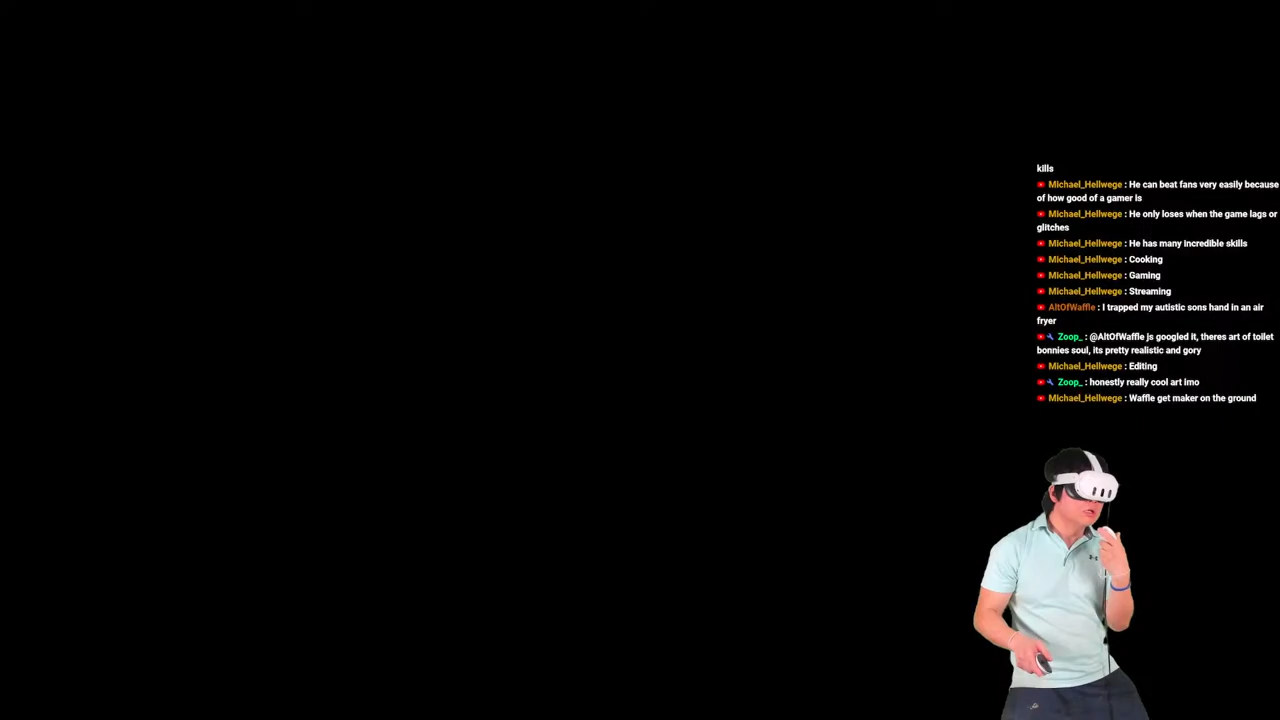 kills
Michael_Hellwege : He can beat fans very easily because
of how good of a gamer is
Michael_Hellwege : He only loses when the game lags or
glitches
Michael_Hellwege : He has many incredible skills
Michael_Hellwege : Cooking
Michael_Hellwege : Gaming
Michael_Hellwege : Streaming
AltOfWaffle : I trapped my autistic sons hand in an air
fryer
Zoop_ : @AltOfWaffle js googled it, theres art of toilet
bonnies soul, its pretty realistic and gory
Michael_Hellwege : Editing
Zoop_ : honestly really cool art imo
Michael_Hellwege : Waffle get maker on the ground